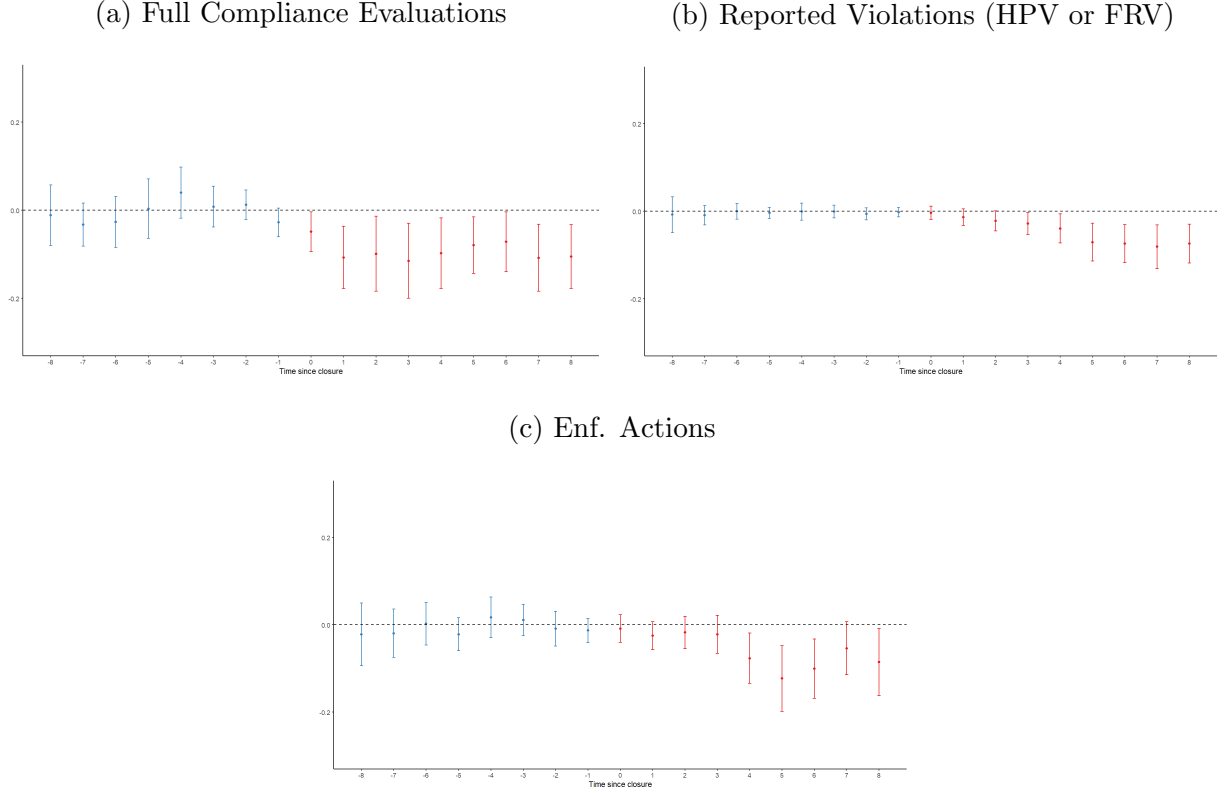 (a) Full Compliance Evaluations
0.2
0.0
-0.2
-8 -7 -6 -5 -4 -3 -2 -1 0 1 2 3 4 5 6 7 8
Time since closure
(b) Reported Violations (HPV or FRV)
0.2
0.0
-0.2
-8 -7 -6 -5 -4 -3 -2 -1 0 1 2 3 4 5 6 7 8
Time since closure
(c) Enf. Actions
0.2
0.0
-0.2
-8 -7 -6 -5 -4 -3 -2 -1 0 1 2 3 4 5 6 7 8
Time since closure